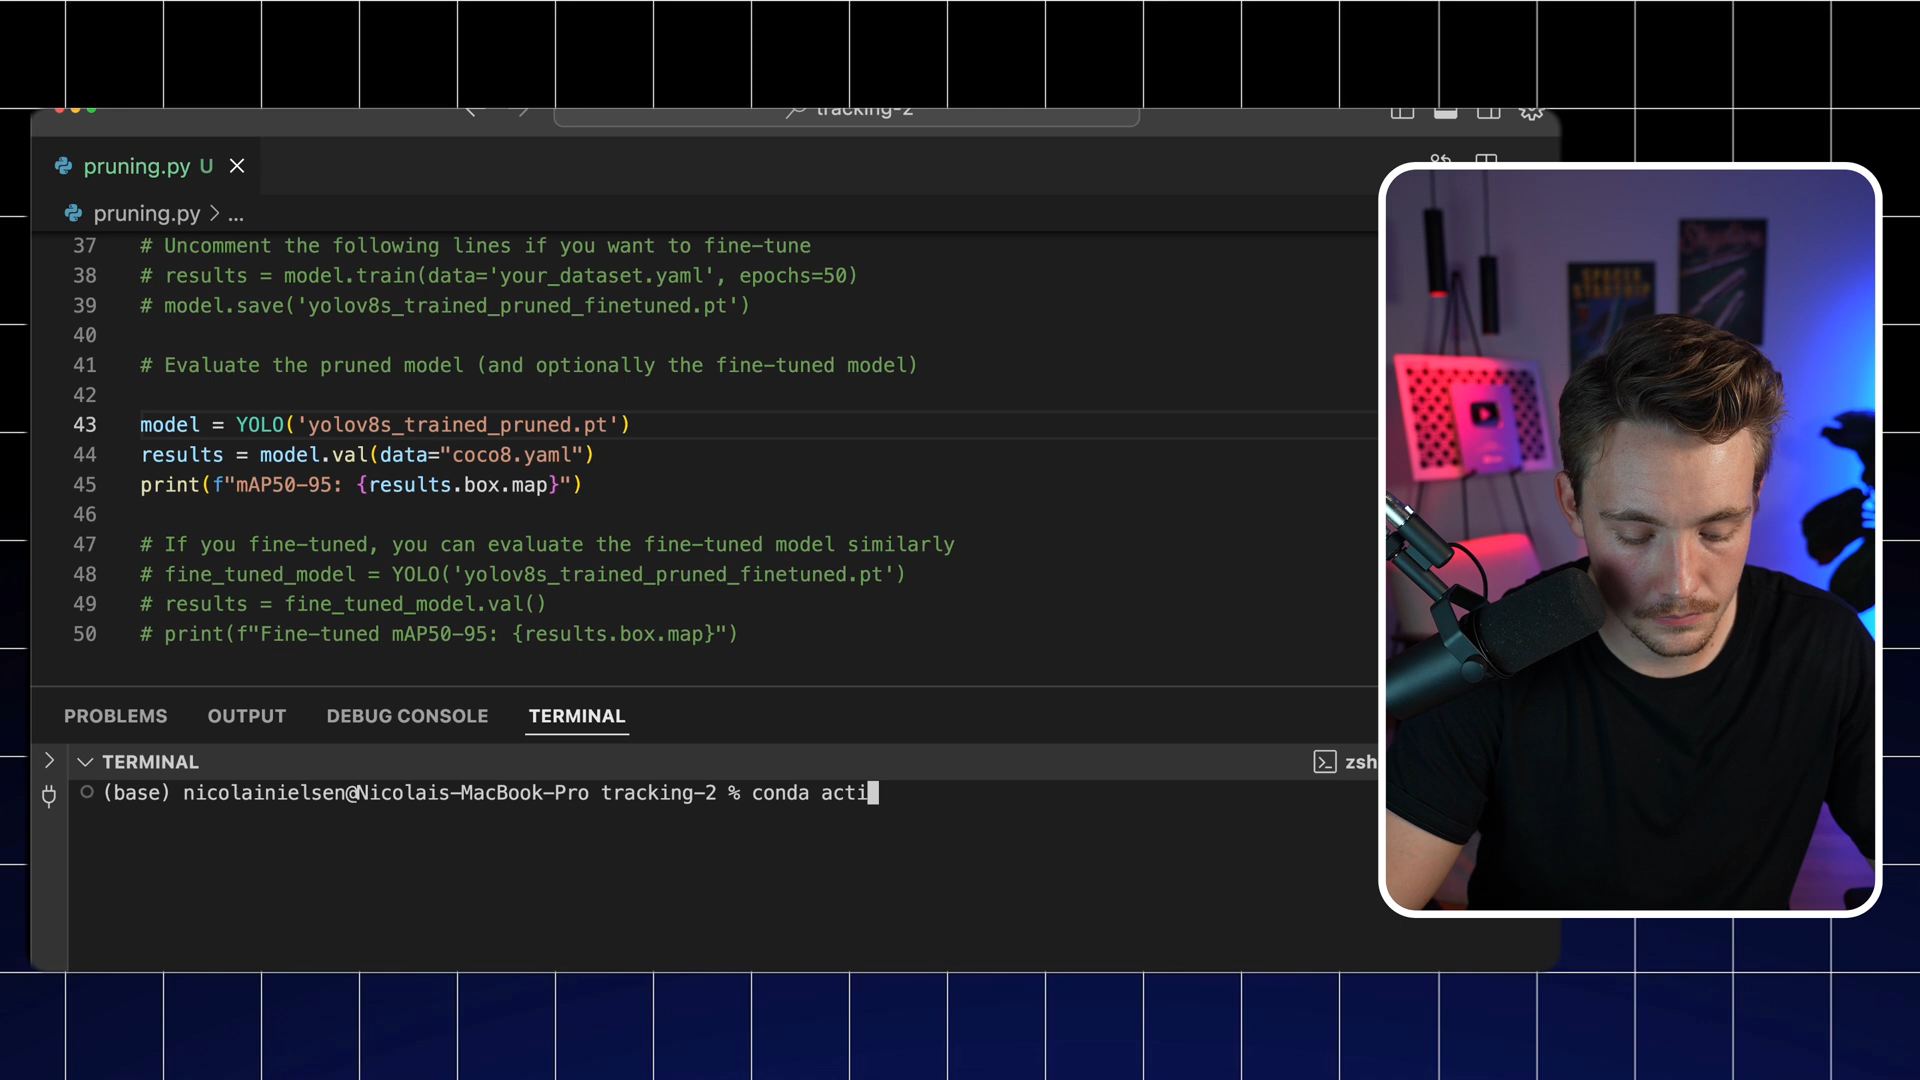 tracking-2
pruning.py U
pruning.py > ...
37 # Uncomment the following lines if you want to fine-tune
38 # results = model.train(data='your_dataset.yaml', epochs=50)
39 # model.save('yolov8s_trained_pruned_finetuned.pt')
40
41 # Evaluate the pruned model (and optionally the fine-tuned model)
42
43 model = YOLO('yolov8s_trained_pruned.pt')
44 results = model.val(data="coco8.yaml")
45 print(f"mAP50-95: {results.box.map}")
46
47 # If you fine-tuned, you can evaluate the fine-tuned model similarly
48 # fine_tuned_model = YOLO('yolov8s_trained_pruned_finetuned.pt')
49 # results = fine_tuned_model.val()
50 # print(f"Fine-tuned mAP50-95: {results.box.map}")
PROBLEMS OUTPUT DEBUG CONSOLE TERMINAL
TERMINAL zsh
(base) nicolainielsen@Nicolais-MacBook-Pro tracking-2 % conda acti